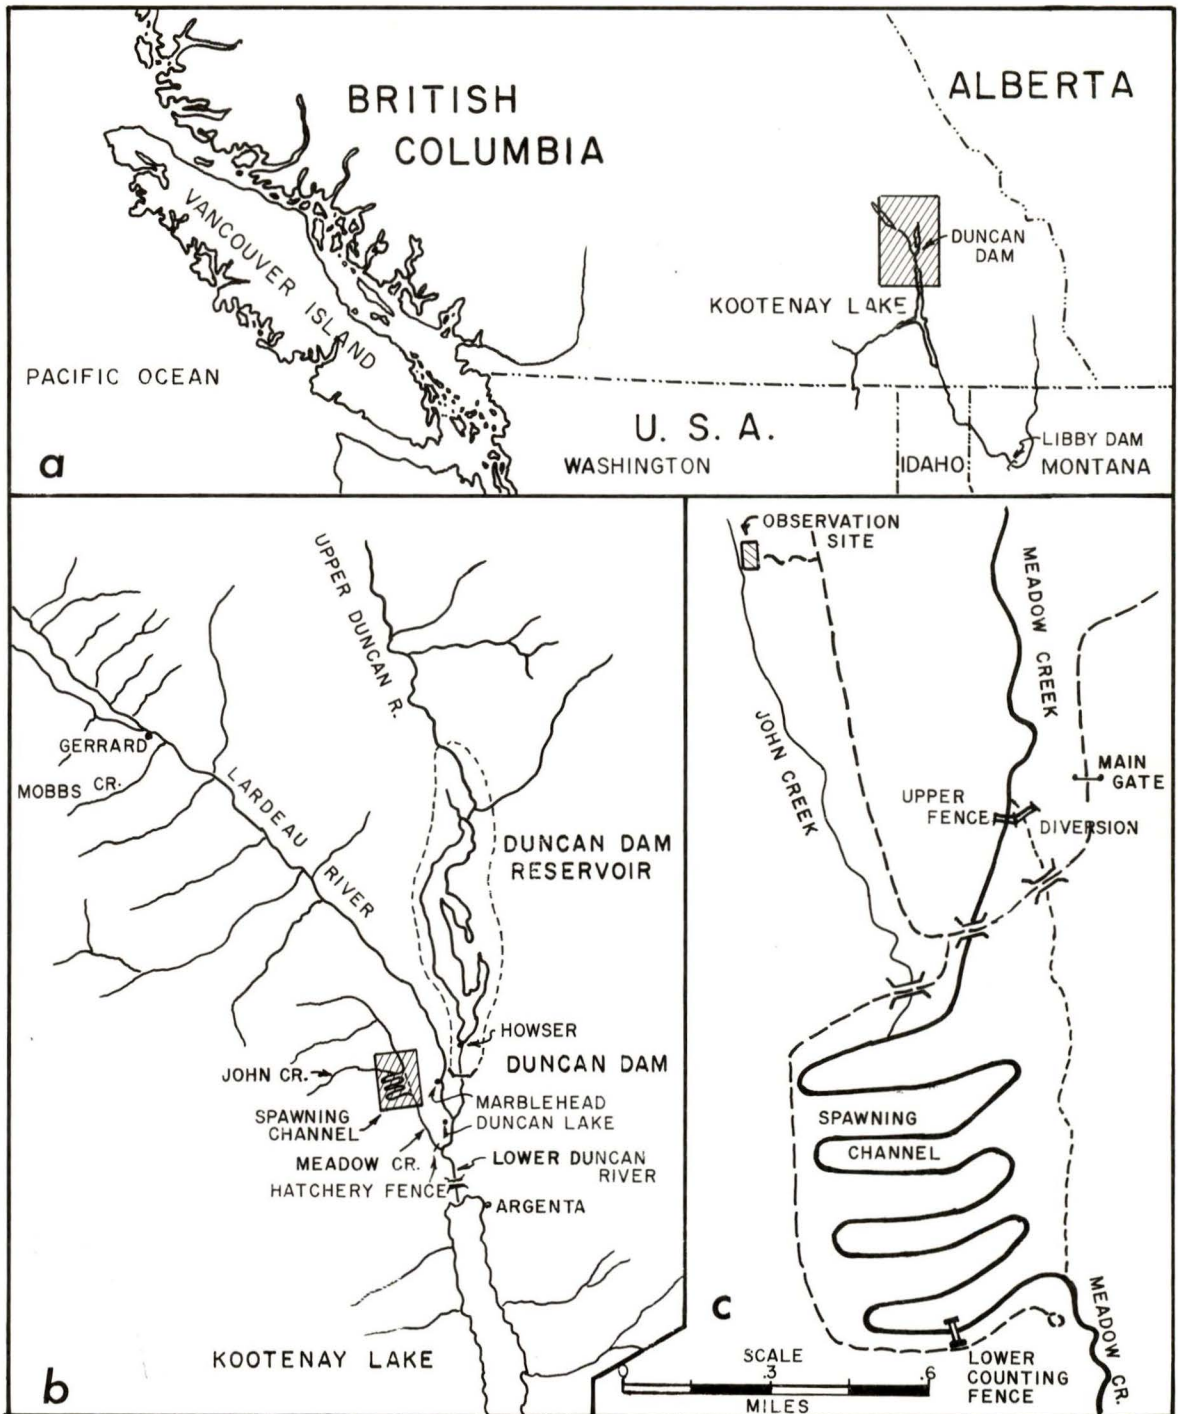 BRITISH
COLUMBIA
ALBERTA
VANCOUVER ISLAND
DUNCAN
DAM
KOOTENAY LAKE
PACIFIC OCEAN
U. S. A.
WASHINGTON
IDAHO
LIBBY DAM
MONTANA
a
UPPER DUNCAN R.
GERRARD
MOBBS CR.
LARDEAU RIVER
DUNCAN DAM
RESERVOIR
HOWSER
DUNCAN DAM
JOHN CR.
SPAWNING
CHANNEL
MARBLEHEAD
DUNCAN LAKE
MEADOW CR.
LOWER DUNCAN
RIVER
HATCHERY FENCE
ARGENTA
KOOTENAY LAKE
b
OBSERVATION
SITE
MEADOW CREEK
JOHN CREEK
MAIN
GATE
UPPER
FENCE
DIVERSION
SPAWNING
CHANNEL
MEADOW CR.
LOWER
COUNTING
FENCE
c
SCALE
0 .3 .6
MILES